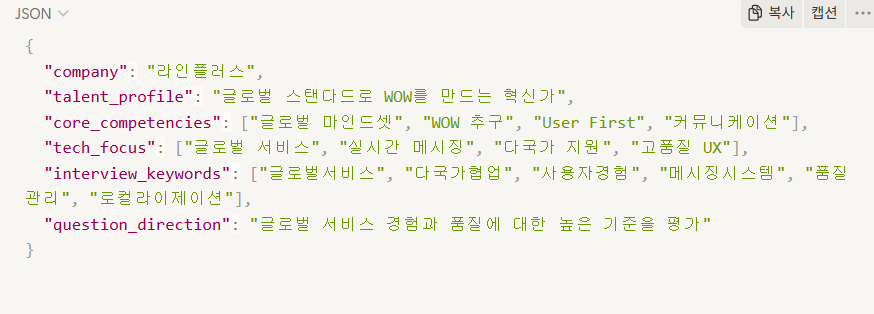 JSON
복사 캡션
{
"company": "라인플러스",
"talent_profile": "글로벌 스탠다드로 WOW를 만드는 혁신가",
"core_competencies": ["글로벌 마인드셋", "WOW 추구", "User First", "커뮤니케이션"],
"tech_focus": ["글로벌 서비스", "실시간 메시징", "다국가 지원", "고품질 UX"],
"interview_keywords": ["글로벌서비스", "다국가협업", "사용자경험", "메시징시스템", "품질
관리", "로컬라이제이션"],
"question_direction": "글로벌 서비스 경험과 품질에 대한 높은 기준을 평가"
}